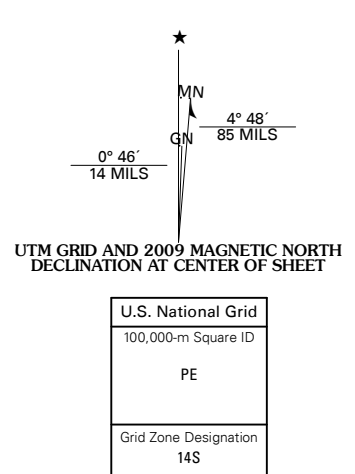 ★
MN
GN
4° 48´
85 MILS
0° 46´
14 MILS
UTM GRID AND 2009 MAGNETIC NORTH
DECLINATION AT CENTER OF SHEET
U.S. National Grid
100,000-m Square ID
PE
Grid Zone Designation
14S